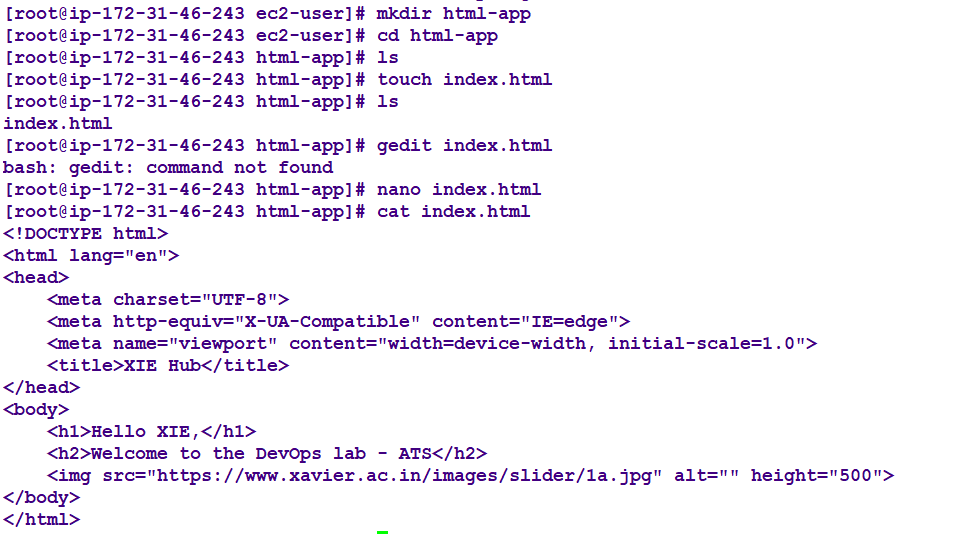 [root@ip-172-31-46-243 ec2-user]# mkdir html-app
[root@ip-172-31-46-243 ec2-user]# cd html-app
[root@ip-172-31-46-243 html-app]# ls
[root@ip-172-31-46-243 html-app]# touch index.html
[root@ip-172-31-46-243 html-app]# ls
index.html
[root@ip-172-31-46-243 html-app]# gedit index.html
bash: gedit: command not found
[root@ip-172-31-46-243 html-app]# nano index.html
[root@ip-172-31-46-243 html-app]# cat index.html
<!DOCTYPE html>
<html lang="en">
<head>
    <meta charset="UTF-8">
    <meta http-equiv="X-UA-Compatible" content="IE=edge">
    <meta name="viewport" content="width=device-width, initial-scale=1.0">
    <title>XIE Hub</title>
</head>
<body>
    <h1>Hello XIE,</h1>
    <h2>Welcome to the DevOps lab - ATS</h2>
    <img src="https://www.xavier.ac.in/images/slider/1a.jpg" alt="" height="500">
</body>
</html>